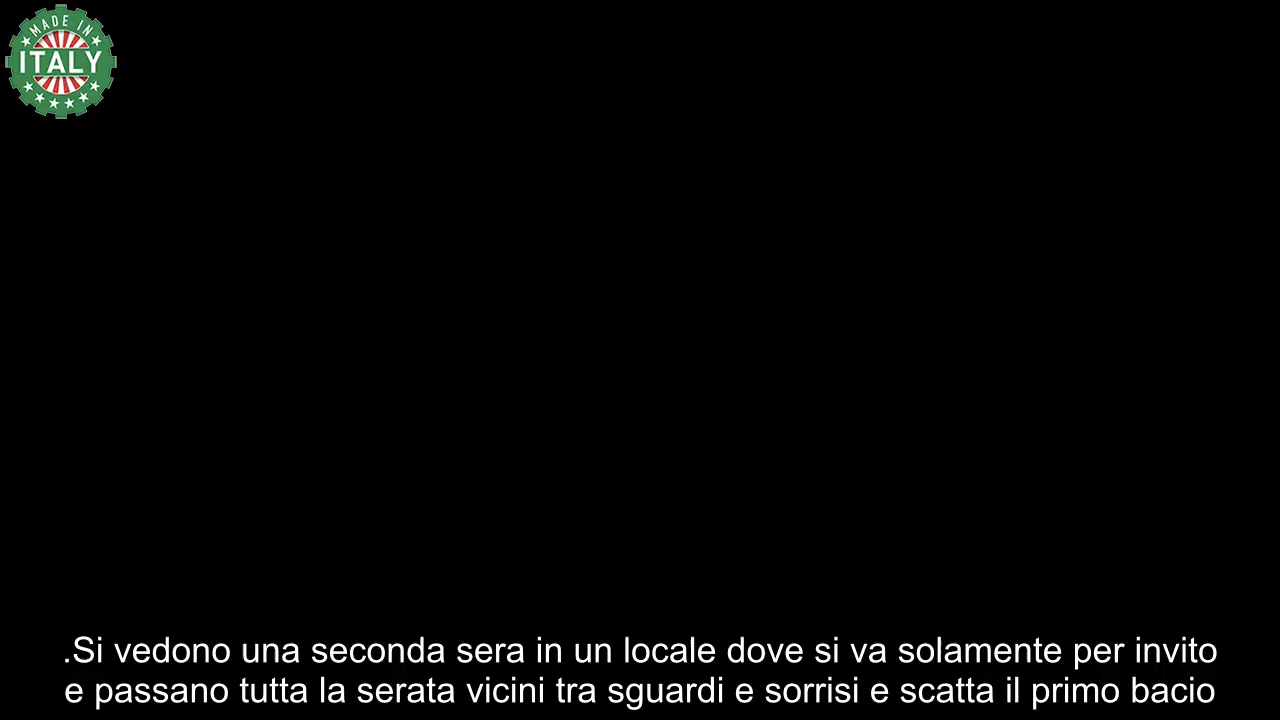 MADE IN
ITALY
.Si vedono una seconda sera in un locale dove si va solamente per invito
e passano tutta la serata vicini tra sguardi e sorrisi e scatta il primo bacio